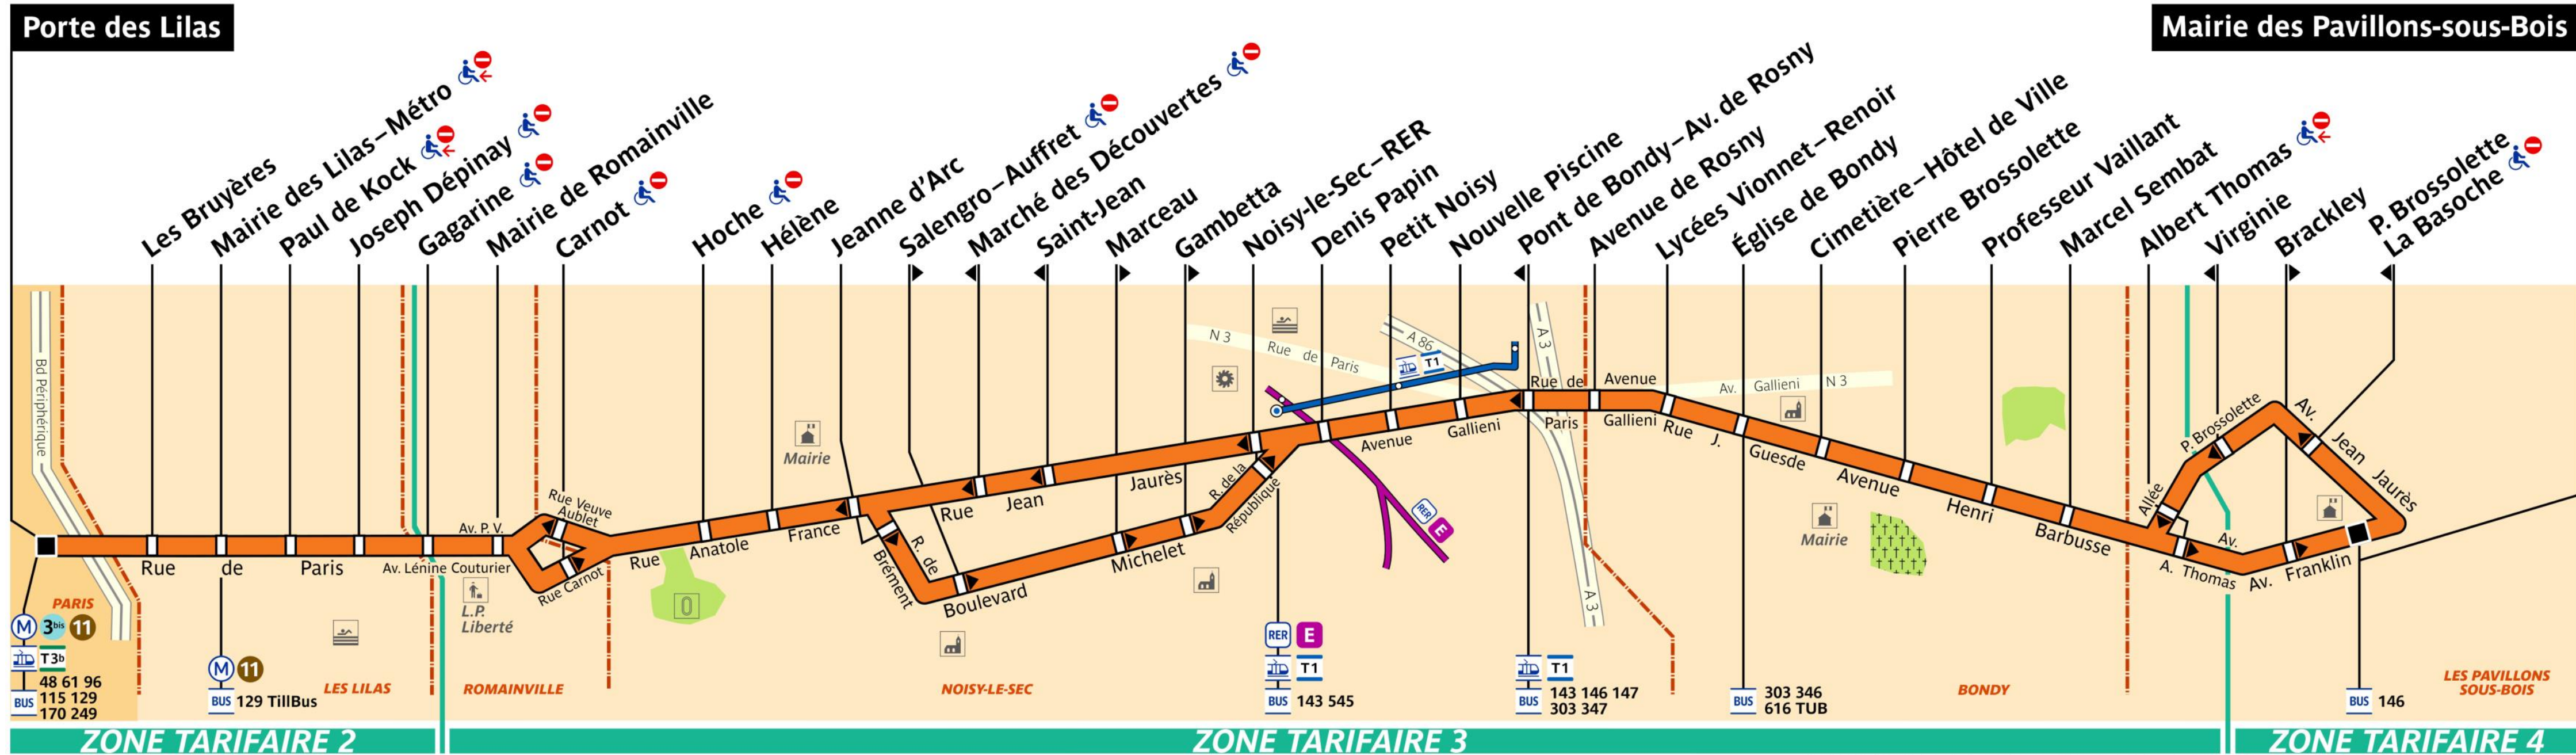 Porte des Lilas
Mairie des Pavillons-sous-Bois
Les Bruyères
Mairie des Lilas–Métro
Paul de Kock
Joseph Dépinay
Gagarine
Mairie de Romainville
Carnot
Hoche
Hélène
Jeanne d'Arc
Salengro–Auffret
Marché des Découvertes
Saint-Jean
Marceau
Gambetta
Noisy-le-Sec–RER
Denis Papin
Petit Noisy
Nouvelle Piscine
Pont de Bondy–Av. de Rosny
Avenue de Rosny
Lycées Vionnet–Renoir
Église de Bondy
Cimetière–Hôtel de Ville
Pierre Brossolette
Professeur Vaillant
Marcel Sembat
Albert Thomas
Virginie
Brackley
P. Brossolette
La Basoche
Bd Périphérique
Rue de Paris
Av. P. V.
Av. Lénine Couturier
Rue Veuve
Aublet
Rue Carnot
Rue Anatole France
Mairie
R. de
Brément
Rue Jean Jaurès
Boulevard Michelet
R. de la
République
N 3 Rue de Paris
A 86
T1
A 3
A 3
RER E
Avenue Gallieni
Rue de
Paris
Avenue
Gallieni
Av. Gallieni N 3
Rue J. Guesde
Avenue Henri Barbusse
Mairie
Allée
P. Brossolette
Av. Jean Jaurès
Av.
A. Thomas
Av. Franklin
L.P.
Liberté
PARIS
M 3bis 11
T3b
BUS
48 61 96
115 129
170 249
M 11
BUS 129 TillBus
LES LILAS
ROMAINVILLE
NOISY-LE-SEC
RER E
T1
BUS 143 545
T1
BUS
143 146 147
303 347
BUS
303 346
616 TUB
BONDY
BUS 146
LES PAVILLONS
SOUS-BOIS
ZONE TARIFAIRE 2
ZONE TARIFAIRE 3
ZONE TARIFAIRE 4